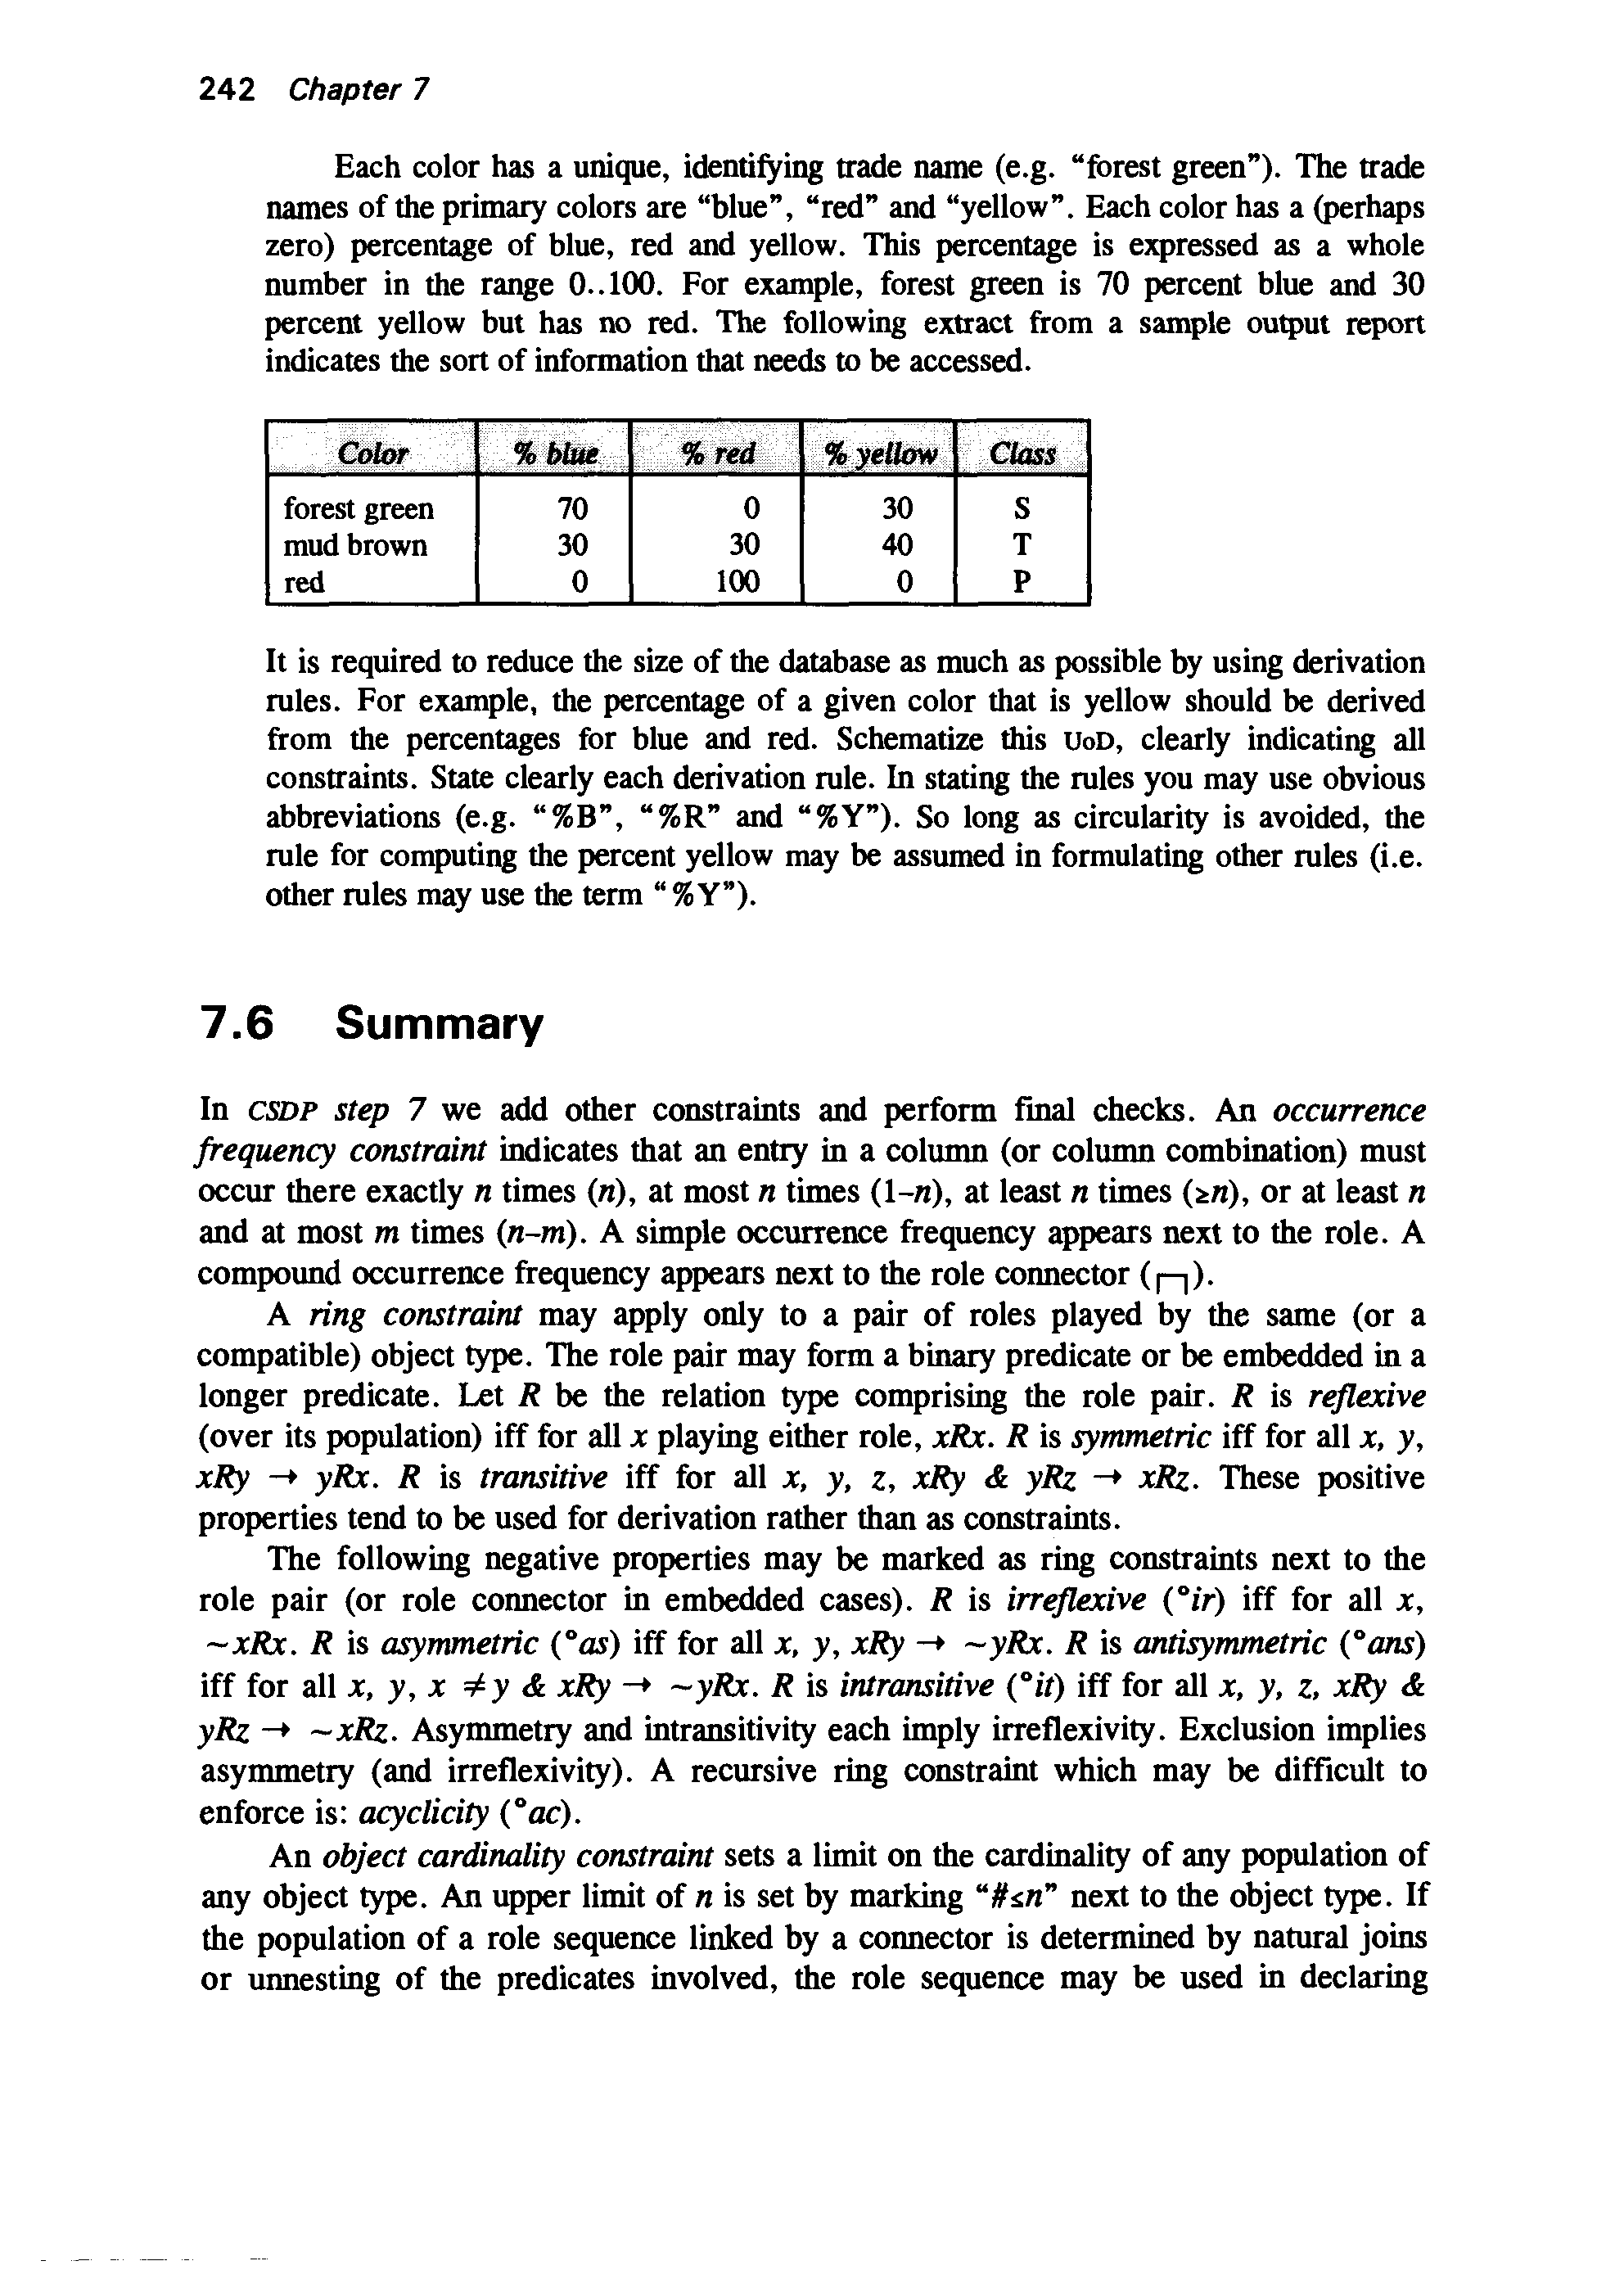 242 Chapter 7
Each color has a unique, identifying trade name (e.g. “forest green”). The trade
names of the primary colors are “blue”, “red” and “yellow”. Each color has a (perhaps
zero) percentage of blue, red and yellow. This percentage is expressed as a whole
number in the range 0..100. For example, forest green is 70 percent blue and 30
percent yellow but has no red. The following extract from a sample output report
indicates the sort of information that needs to be accessed.
Color % blue % red % yellow Class
forest green 70 0 30 S
mud brown 30 30 40 T
red 0 100 0 P
It is required to reduce the size of the database as much as possible by using derivation
rules. For example, the percentage of a given color that is yellow should be derived
from the percentages for blue and red. Schematize this UoD, clearly indicating all
constraints. State clearly each derivation rule. In stating the rules you may use obvious
abbreviations (e.g. “%B”, “%R” and “%Y”). So long as circularity is avoided, the
rule for computing the percent yellow may be assumed in formulating other rules (i.e.
other rules may use the term “%Y”).
7.6 Summary
In CSDP step 7 we add other constraints and perform final checks. An occurrence
frequency constraint indicates that an entry in a column (or column combination) must
occur there exactly n times (n), at most n times (1-n), at least n times (≥n), or at least n
and at most m times (n-m). A simple occurrence frequency appears next to the role. A
compound occurrence frequency appears next to the role connector (┌─┐).
A ring constraint may apply only to a pair of roles played by the same (or a
compatible) object type. The role pair may form a binary predicate or be embedded in a
longer predicate. Let R be the relation type comprising the role pair. R is reflexive
(over its population) iff for all x playing either role, xRx. R is symmetric iff for all x, y,
xRy → yRx. R is transitive iff for all x, y, z, xRy & yRz → xRz. These positive
properties tend to be used for derivation rather than as constraints.
The following negative properties may be marked as ring constraints next to the
role pair (or role connector in embedded cases). R is irreflexive (°ir) iff for all x,
~xRx. R is asymmetric (°as) iff for all x, y, xRy → ~yRx. R is antisymmetric (°ans)
iff for all x, y, x ≠ y & xRy → ~yRx. R is intransitive (°it) iff for all x, y, z, xRy &
yRz → ~xRz. Asymmetry and intransitivity each imply irreflexivity. Exclusion implies
asymmetry (and irreflexivity). A recursive ring constraint which may be difficult to
enforce is: acyclicity (°ac).
An object cardinality constraint sets a limit on the cardinality of any population of
any object type. An upper limit of n is set by marking “#≤n” next to the object type. If
the population of a role sequence linked by a connector is determined by natural joins
or unnesting of the predicates involved, the role sequence may be used in declaring